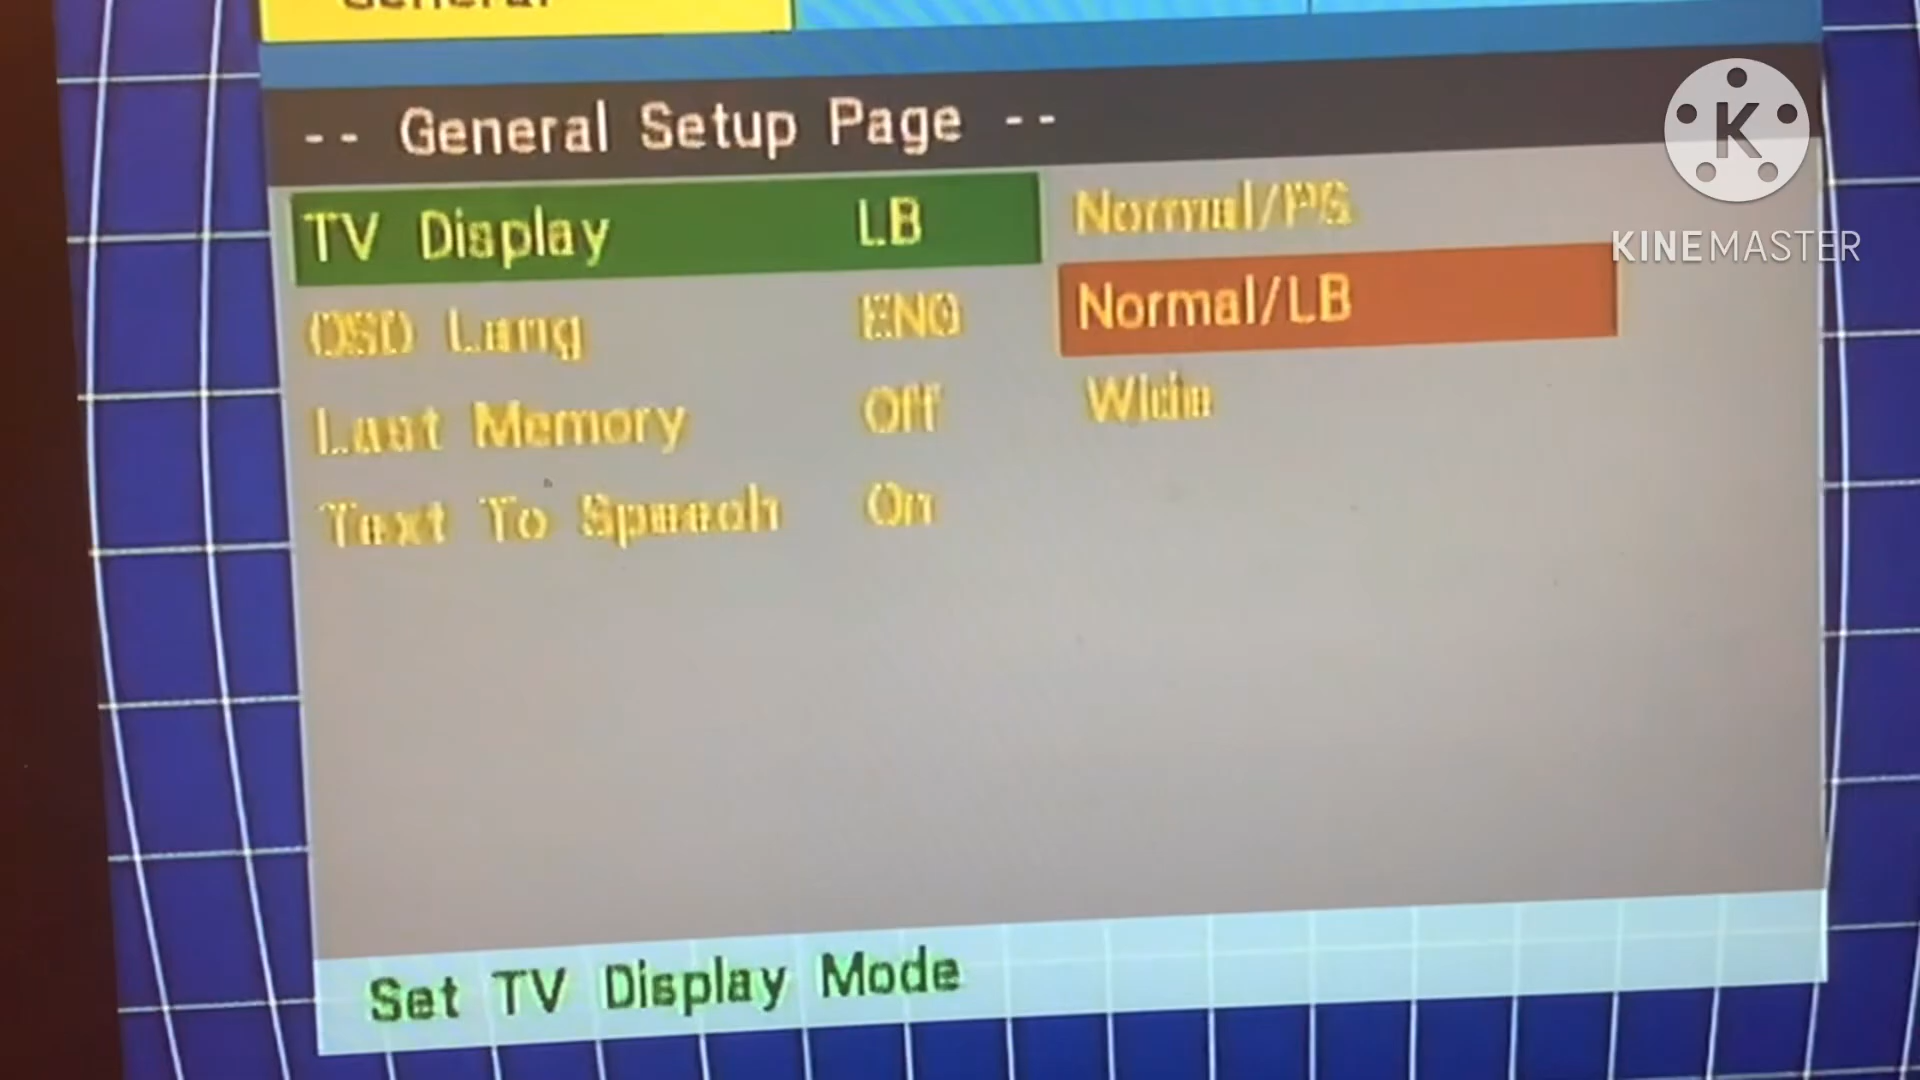 General
-- General Setup Page --
TV Display LB Normal/PS
OSD Lang ENG Normal/LB
Last Memory Off Wide
Text To Speech On
Set TV Display Mode
K
KINEMASTER